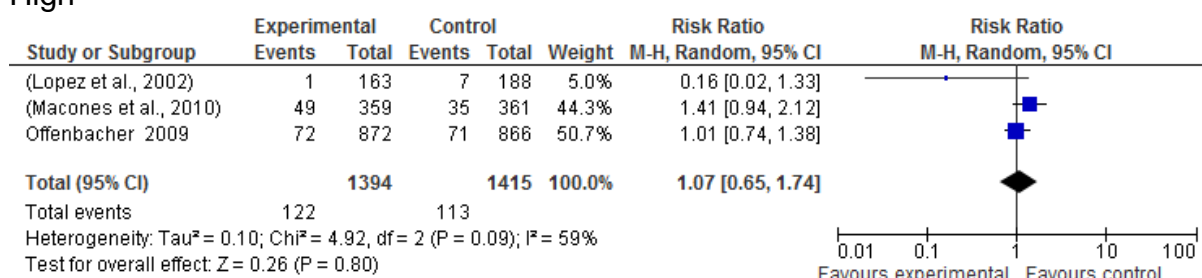 High
Experimental Control Risk Ratio Risk Ratio
Study or Subgroup Events Total Events Total Weight M-H, Random, 95% CI M-H, Random, 95% CI
(Lopez et al., 2002) 1 163 7 188 5.0% 0.16 [0.02, 1.33]
(Macones et al., 2010) 49 359 35 361 44.3% 1.41 [0.94, 2.12]
Offenbacher 2009 72 872 71 866 50.7% 1.01 [0.74, 1.38]
Total (95% CI) 1394 1415 100.0% 1.07 [0.65, 1.74]
Total events 122 113
Heterogeneity: Tau² = 0.10; Chi² = 4.92, df = 2 (P = 0.09); I² = 59%
Test for overall effect: Z = 0.26 (P = 0.80)
0.01 0.1 1 10 100
Favours experimental Favours control